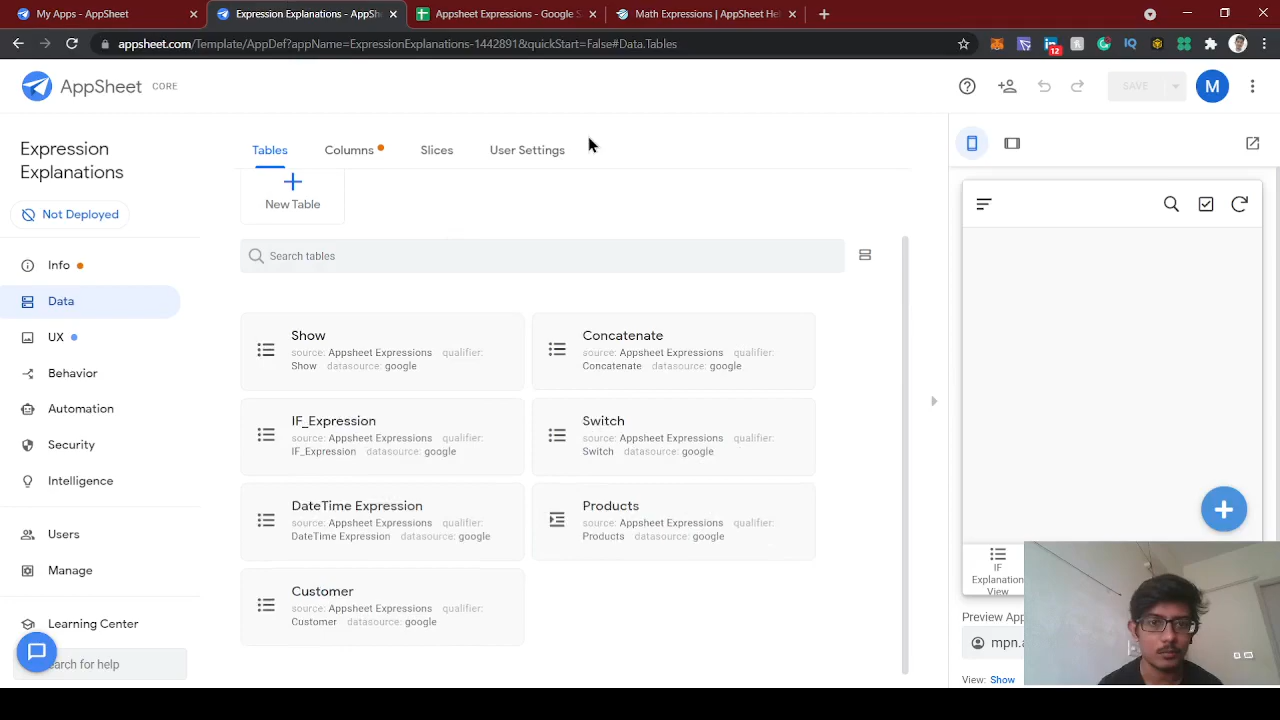 My Apps - AppSheet
Expression Explanations - AppSh
Appsheet Expressions - Google S
Math Expressions | AppSheet Hel
appsheet.com/Template/AppDef?appName=ExpressionExplanations-1442891&quickStart=False#Data.Tables
12
IQ
AppSheet CORE
SAVE
M
Expression
Explanations
Not Deployed
Info
Data
UX
Behavior
Automation
Security
Intelligence
Users
Manage
Learning Center
earch for help
Tables
Columns
Slices
User Settings
New Table
Search tables
Show
source: Appsheet Expressions qualifier:
Show datasource: google
Concatenate
source: Appsheet Expressions qualifier:
Concatenate datasource: google
IF_Expression
source: Appsheet Expressions qualifier:
IF_Expression datasource: google
Switch
source: Appsheet Expressions qualifier:
Switch datasource: google
DateTime Expression
source: Appsheet Expressions qualifier:
DateTime Expression datasource: google
Products
source: Appsheet Expressions qualifier:
Products datasource: google
Customer
source: Appsheet Expressions qualifier:
Customer datasource: google
IF
Explanation
View
Preview App
mpn.a
View: Show